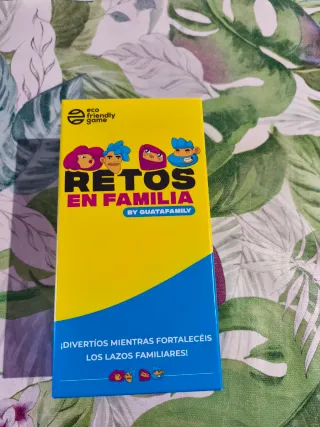 eco
friendly
game
RETOS
EN FAMILIA
BY GUATAFAMILY
¡DIVERTÍOS MIENTRAS FORTALECÉIS
LOS LAZOS FAMILIARES!